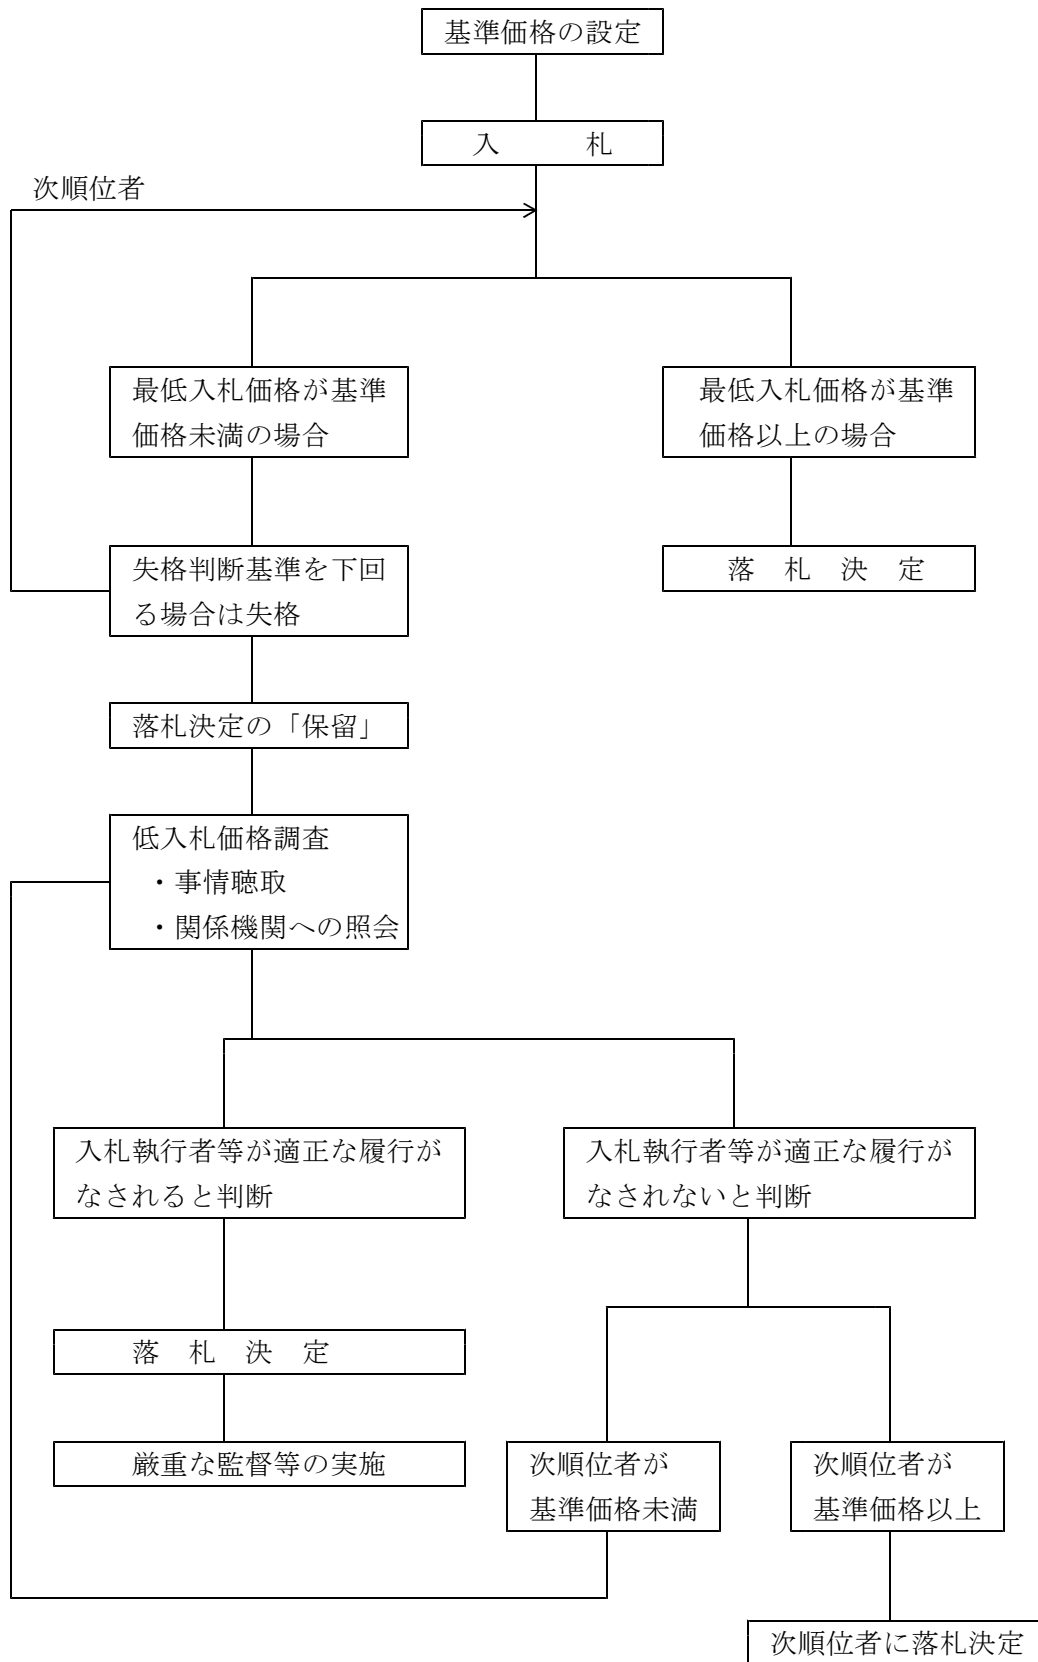 基準価格の設定
入　　　札
次順位者
最低入札価格が基準
価格未満の場合
最低入札価格が基準
価格以上の場合
失格判断基準を下回
る場合は失格
落　札　決　定
落札決定の「保留」
低入札価格調査
・事情聴取
・関係機関への照会
入札執行者等が適正な履行が
なされると判断
入札執行者等が適正な履行が
なされないと判断
落　札　決　定
厳重な監督等の実施
次順位者が
基準価格未満
次順位者が
基準価格以上
次順位者に落札決定